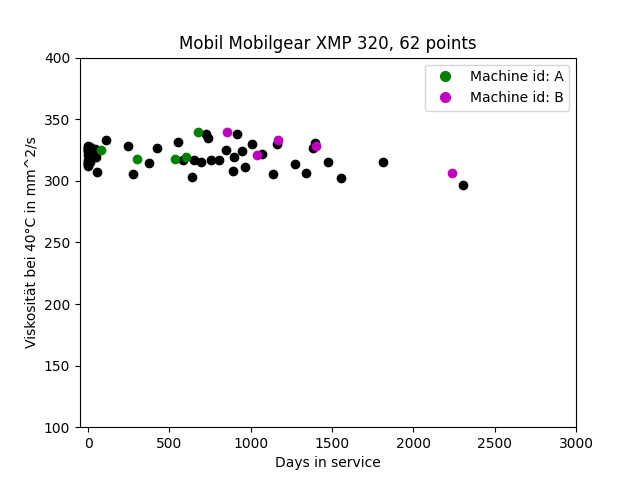 Mobil Mobilgear XMP 320, 62 points
Machine id: A
Machine id: B
Viskosität bei 40°C in mm^2/s
400
350
300
250
200
150
100
0
500
1000
1500
2000
2500
3000
Days in service